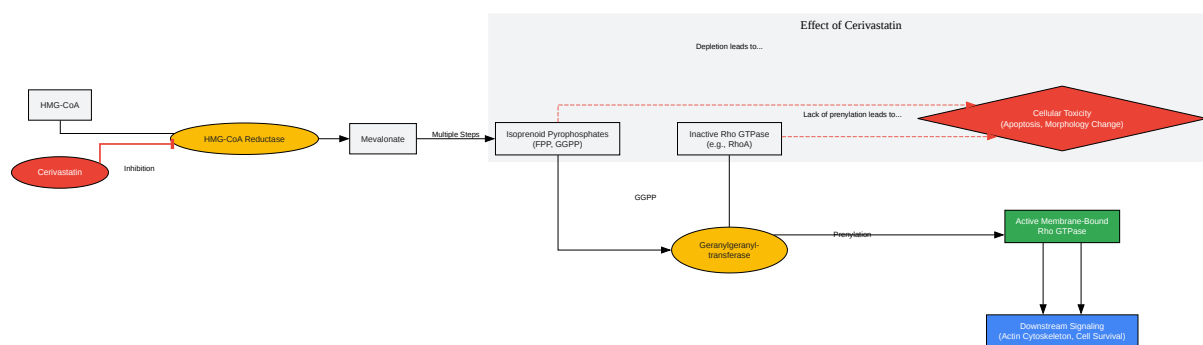 Effect of Cerivastatin
Depletion leads to...
HMG-CoA
Lack of prenylation leads to...
Cellular Toxicity
(Apoptosis, Morphology Change)
HMG-CoA Reductase
Mevalonate
Multiple Steps
Isoprenoid Pyrophosphates
(FPP, GGPP)
Inactive Rho GTPase
(e.g., RhoA)
Cerivastatin
Inhibition
GGPP
Geranylgeranyl-
transferase
Prenylation
Active Membrane-Bound
Rho GTPase
Downstream Signaling
(Actin Cytoskeleton, Cell Survival)